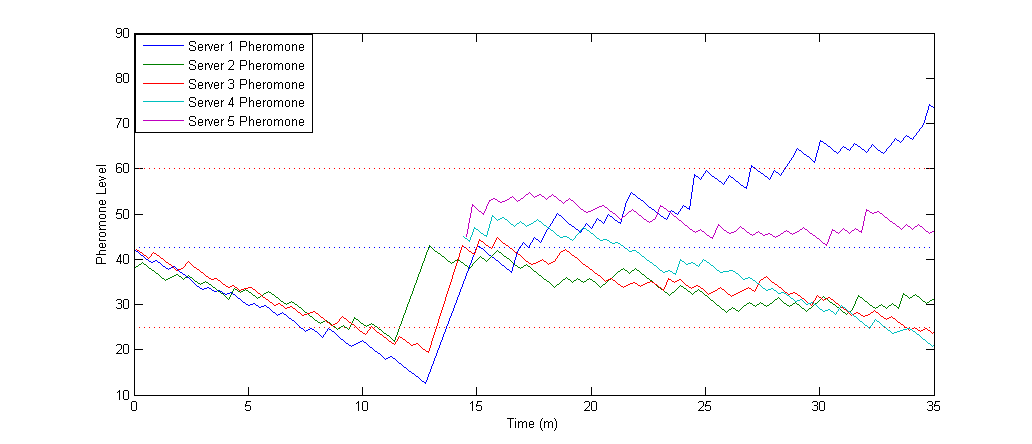 90
80
70
60
50
40
30
20
10
Pheromone Level
Server 1 Pheromone
Server 2 Pheromone
Server 3 Pheromone
Server 4 Pheromone
Server 5 Pheromone
0 5 10 15 20 25 30 35
Time (m)